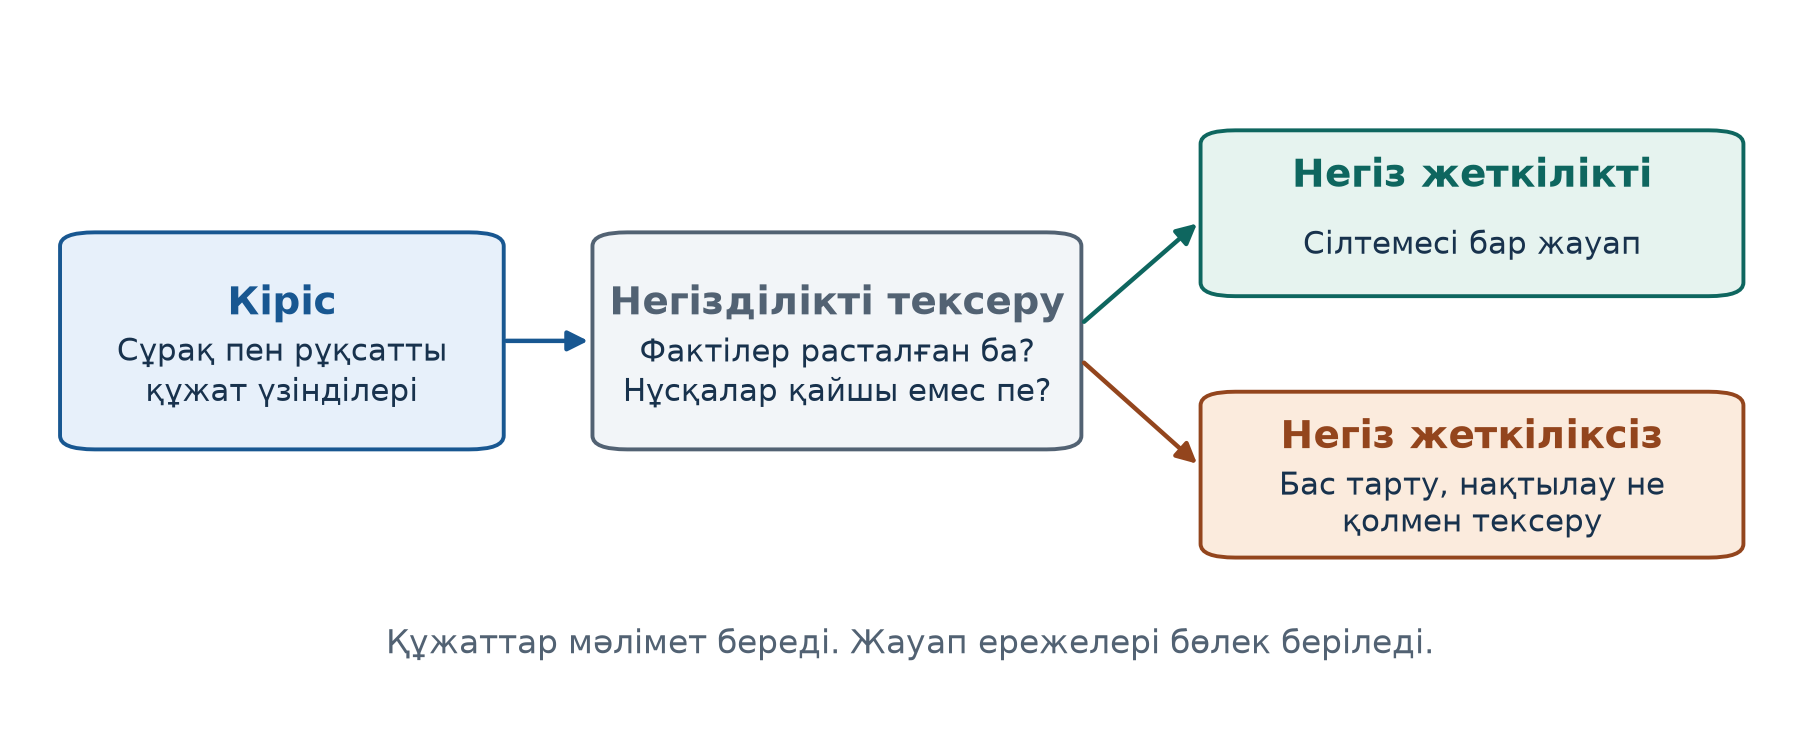 Кіріс
Сұрақ пен рұқсатты
құжат үзінділері
Негізділікті тексеру
Фактілер расталған ба?
Нұсқалар қайшы емес пе?
Негіз жеткілікті
Сілтемесі бар жауап
Негіз жеткіліксіз
Бас тарту, нақтылау не
қолмен тексеру
Құжаттар мәлімет береді. Жауап ережелері бөлек беріледі.